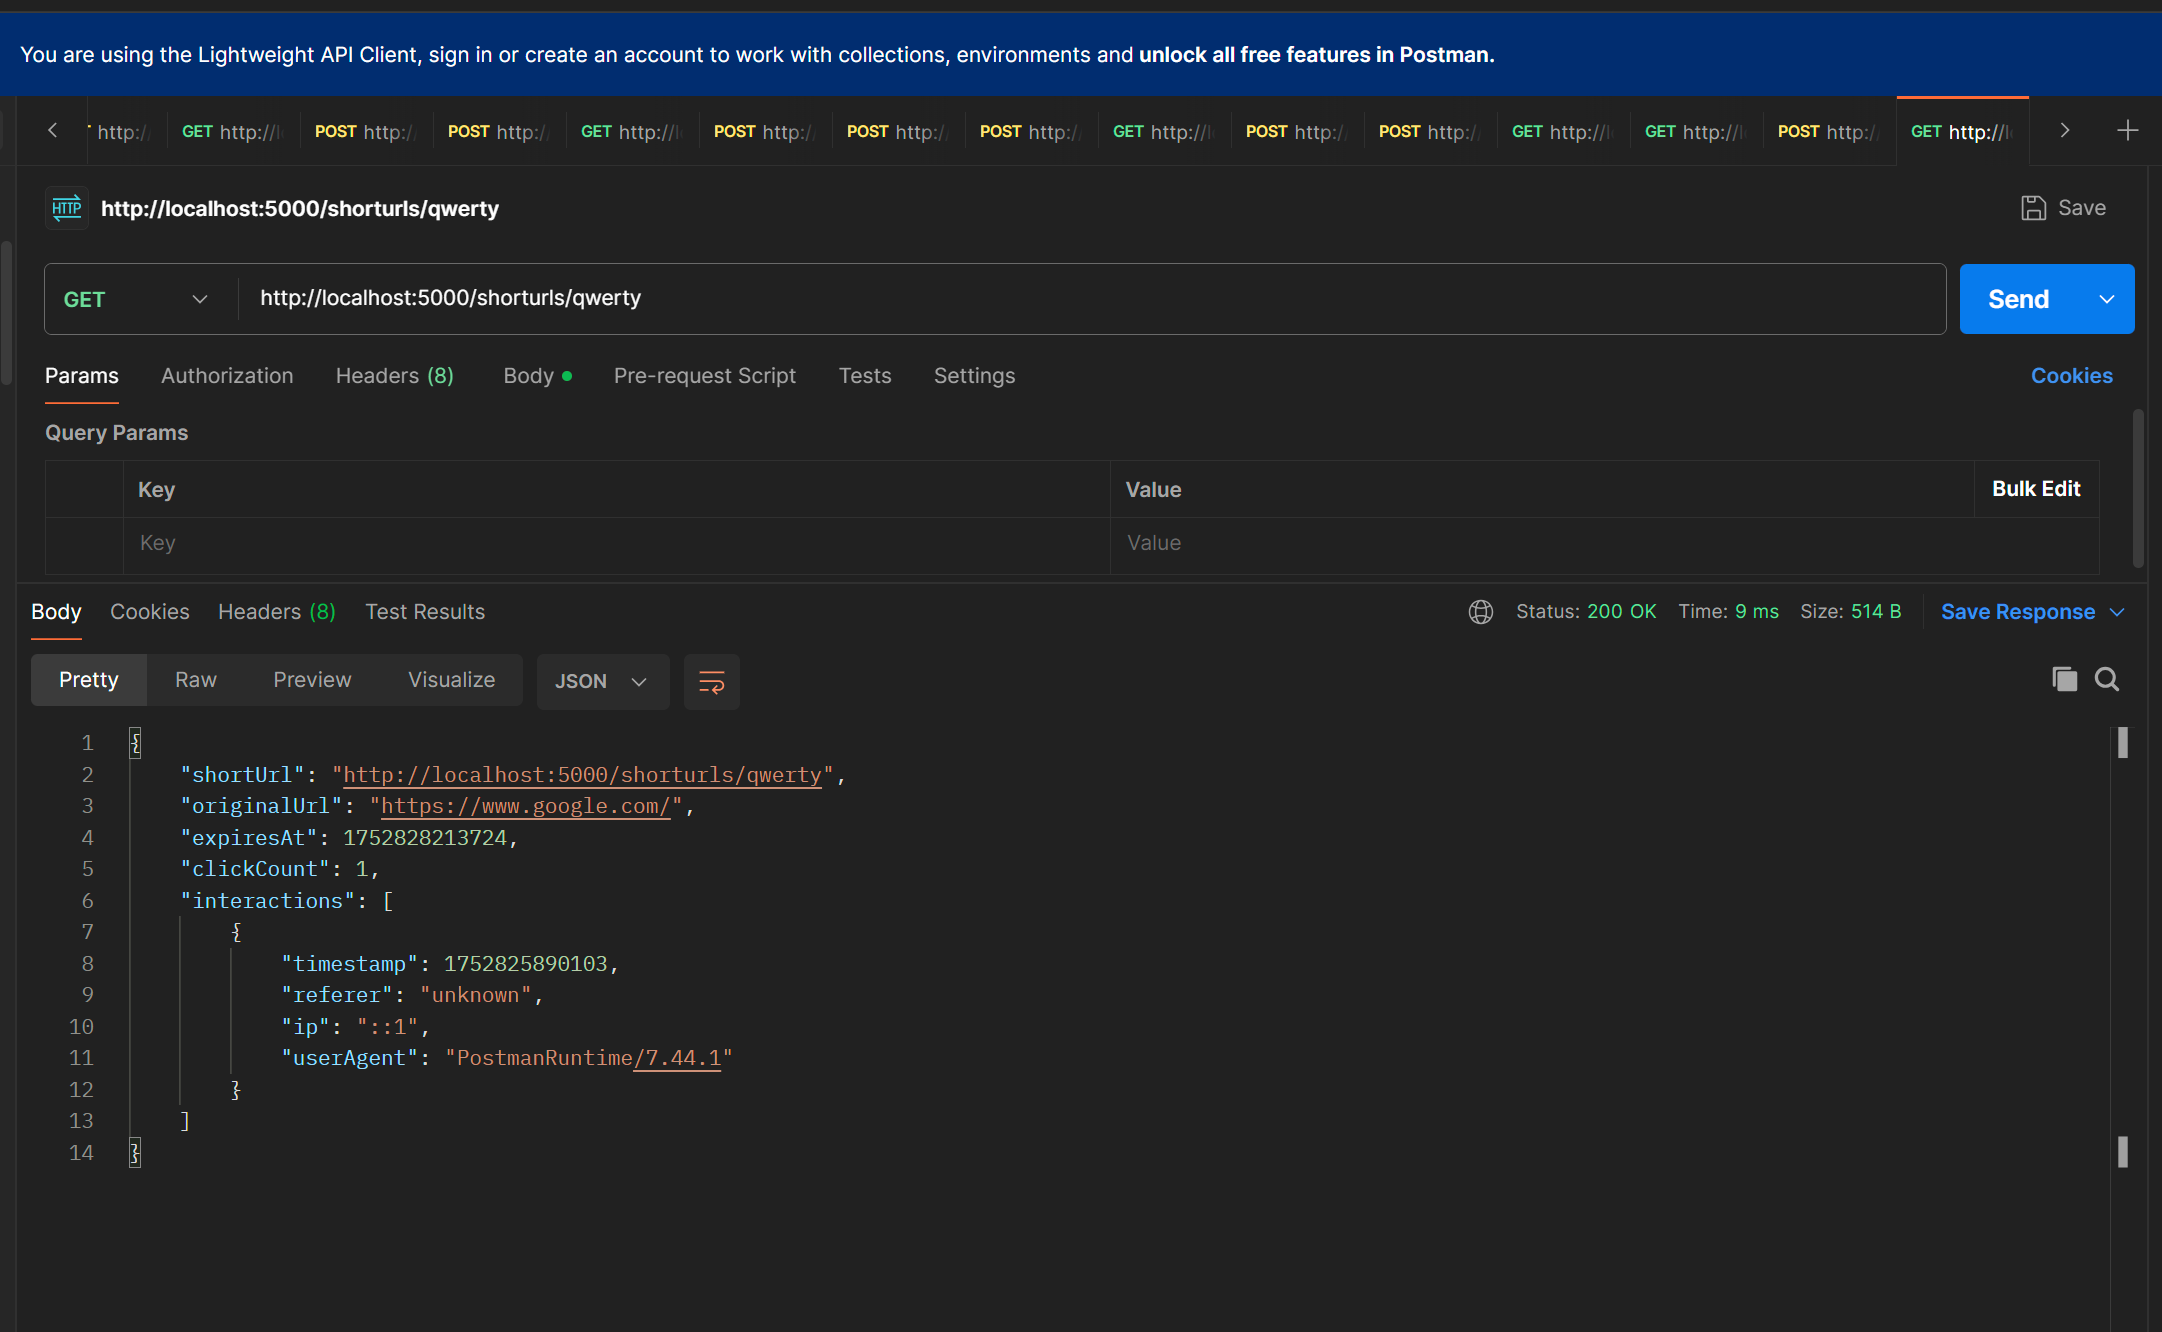 You are using the Lightweight API Client, sign in or create an account to work with collections, environments and unlock all free features in Postman.
http:/ GET http://l POST http:/ POST http:/ GET http://l POST http:/ POST http:/ POST http:/ GET http://l POST http:/ POST http:/ GET http://l GET http://l POST http:/ GET http://l
HTTP http://localhost:5000/shorturls/qwerty Save
GET http://localhost:5000/shorturls/qwerty Send
Params Authorization Headers (8) Body Pre-request Script Tests Settings Cookies
Query Params
Key Value Bulk Edit
Key Value
Body Cookies Headers (8) Test Results Status: 200 OK Time: 9 ms Size: 514 B Save Response
Pretty Raw Preview Visualize JSON
1 {
2 "shortUrl": "http://localhost:5000/shorturls/qwerty",
3 "originalUrl": "https://www.google.com/",
4 "expiresAt": 1752828213724,
5 "clickCount": 1,
6 "interactions": [
7 {
8 "timestamp": 1752825890103,
9 "referer": "unknown",
10 "ip": "::1",
11 "userAgent": "PostmanRuntime/7.44.1"
12 }
13 ]
14 }